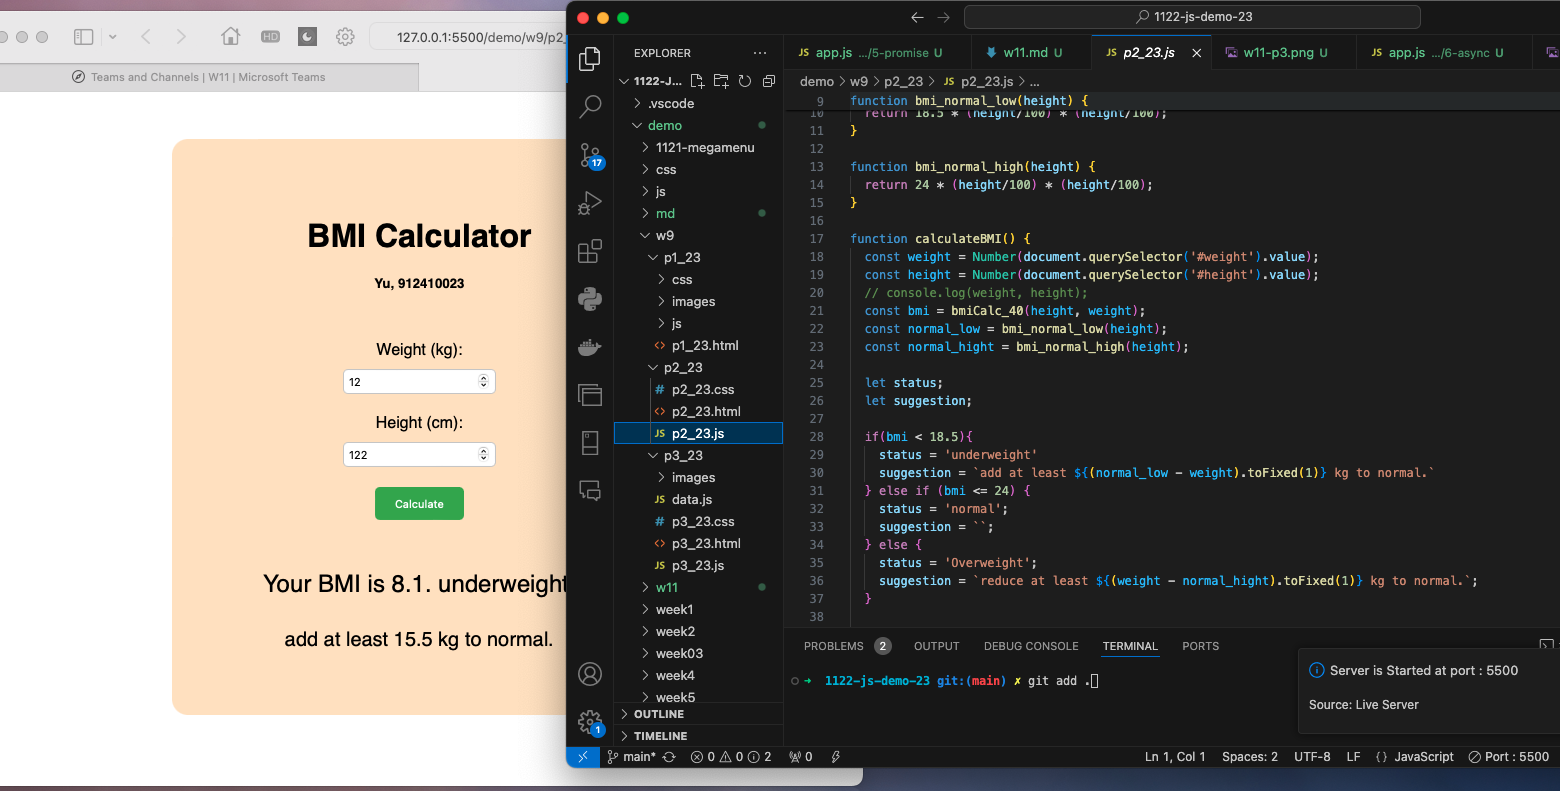 HD
127.0.0.1:5500/demo/w9/p2_
Teams and Channels | W11 | Microsoft Teams
BMI Calculator
Yu, 912410023
Weight (kg):
12
Height (cm):
122
Calculate
Your BMI is 8.1. underweight
add at least 15.5 kg to normal.
1122-js-demo-23
EXPLORER
1122-J...
.vscode
demo
1121-megamenu
css
js
md
w9
p1_23
css
images
js
p1_23.html
p2_23
# p2_23.css
<> p2_23.html
JS p2_23.js
p3_23
images
JS data.js
# p3_23.css
<> p3_23.html
JS p3_23.js
w11
week1
week2
week03
week4
week5
OUTLINE
TIMELINE
17
1
JS app.js .../5-promise U
w11.md U
JS p2_23.js
w11-p3.png U
JS app.js .../6-async U
demo > w9 > p2_23 > JS p2_23.js > ...
9 function bmi_normal_low(height) {
10 return 18.5 * (height/100) * (height/100);
11 }
12
13 function bmi_normal_high(height) {
14 return 24 * (height/100) * (height/100);
15 }
16
17 function calculateBMI() {
18 const weight = Number(document.querySelector('#weight').value);
19 const height = Number(document.querySelector('#height').value);
20 // console.log(weight, height);
21 const bmi = bmiCalc_40(height, weight);
22 const normal_low = bmi_normal_low(height);
23 const normal_hight = bmi_normal_high(height);
24
25 let status;
26 let suggestion;
27
28 if(bmi < 18.5){
29 status = 'underweight'
30 suggestion = `add at least ${(normal_low - weight).toFixed(1)} kg to normal.`
31 } else if (bmi <= 24) {
32 status = 'normal';
33 suggestion = ``;
34 } else {
35 status = 'Overweight';
36 suggestion = `reduce at least ${(weight - normal_hight).toFixed(1)} kg to normal.`;
37 }
38
PROBLEMS 2 OUTPUT DEBUG CONSOLE TERMINAL PORTS
1122-js-demo-23 git:(main) ✗ git add .
Server is Started at port : 5500
Source: Live Server
main* 0 0 2 0 Ln 1, Col 1 Spaces: 2 UTF-8 LF {} JavaScript Port : 5500